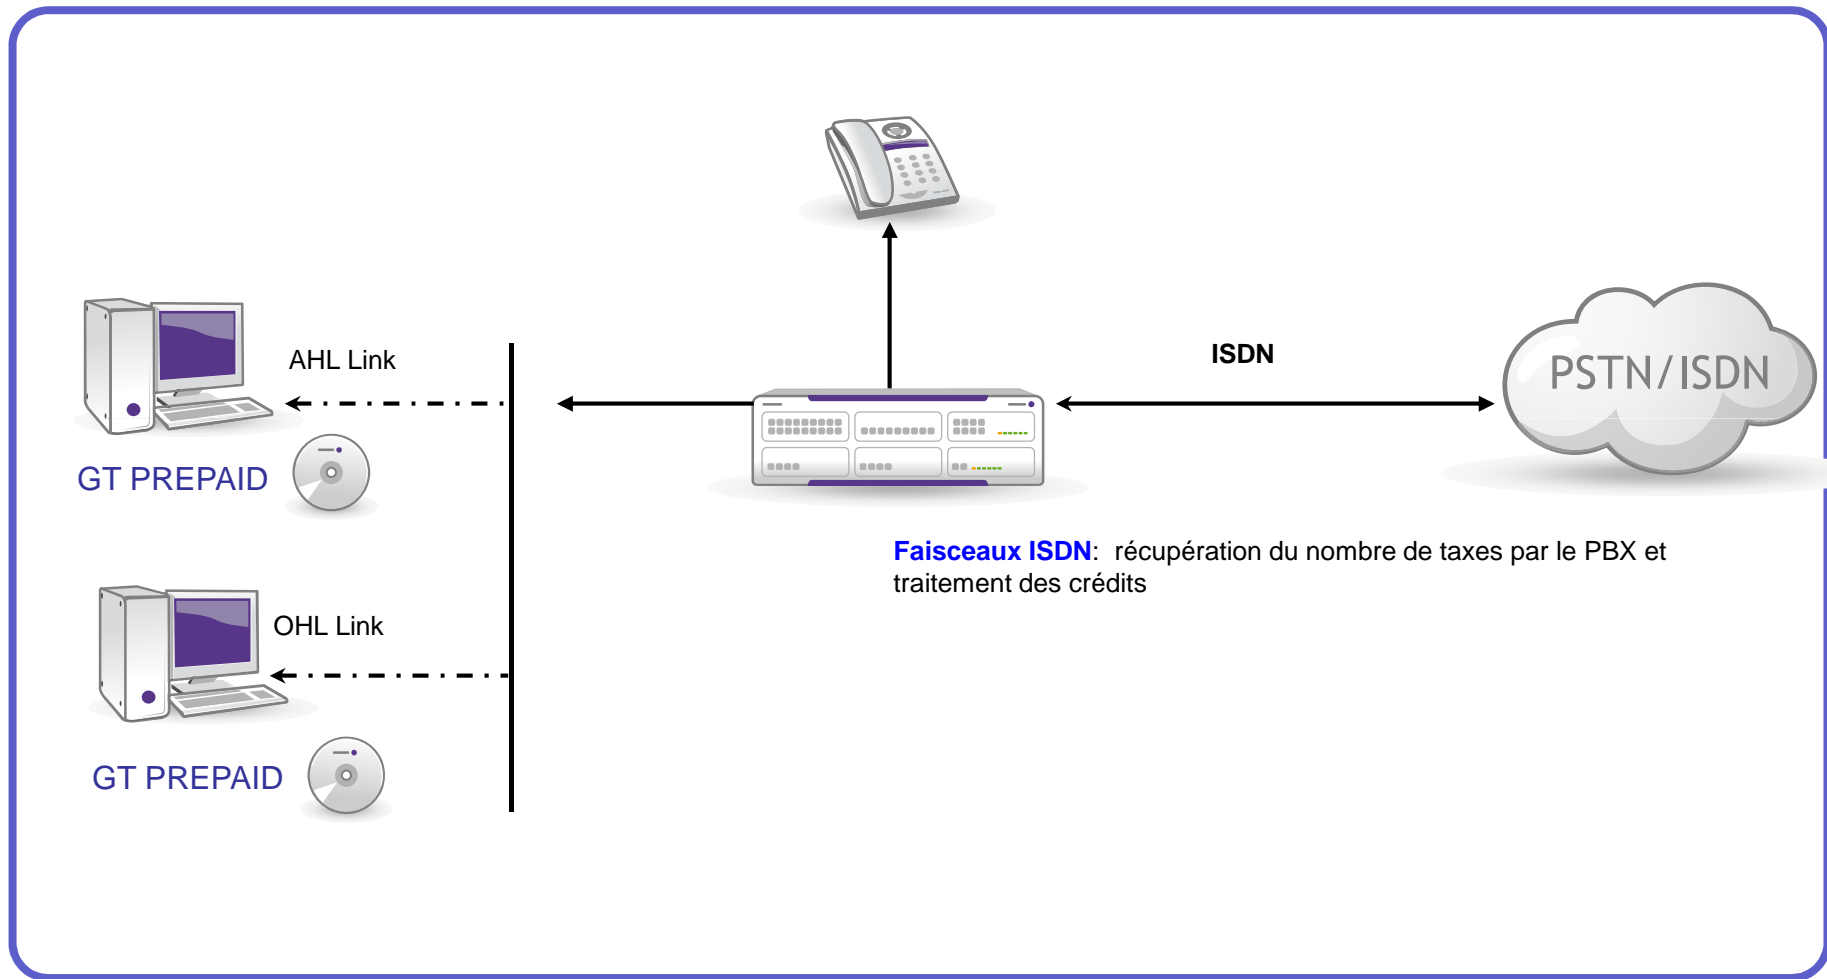 AHL Link
ISDN
PSTN/ISDN
GT PREPAID
Faisceaux ISDN: récupération du nombre de taxes par le PBX et
traitement des crédits
OHL Link
GT PREPAID